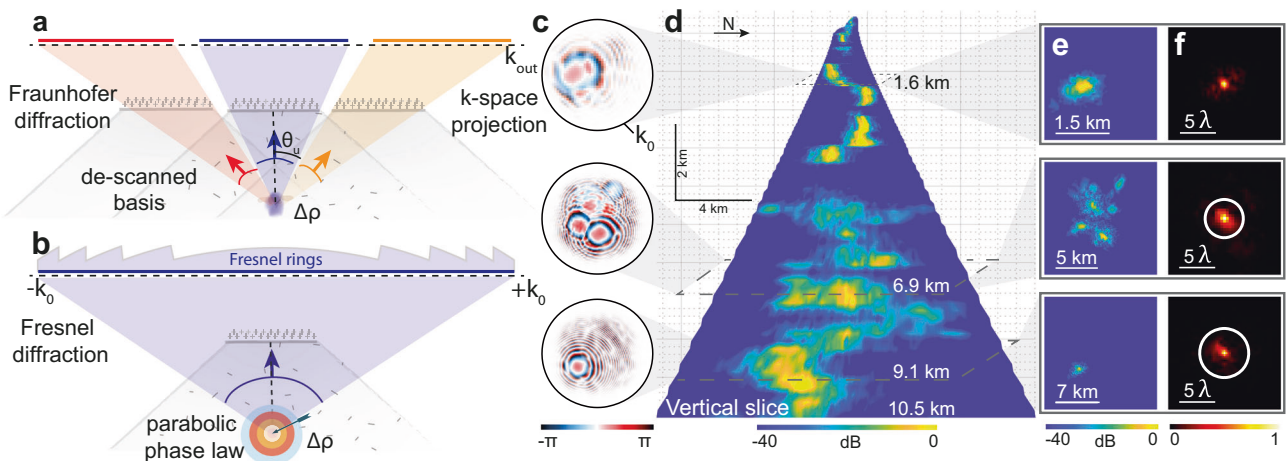 a
k_out
Fraunhofer
diffraction
k-space
projection
θ_u
de-scanned
basis
Δρ
b
Fresnel rings
-k_0
+k_0
Fresnel
diffraction
parabolic
phase law
Δρ
c
k_0
-π
π
d
N
1.6 km
2 km
4 km
6.9 km
9.1 km
10.5 km
Vertical slice
-40
dB
0
e
f
1.5 km
5 λ
5 km
5 λ
7 km
5 λ
-40
dB
0
0
1